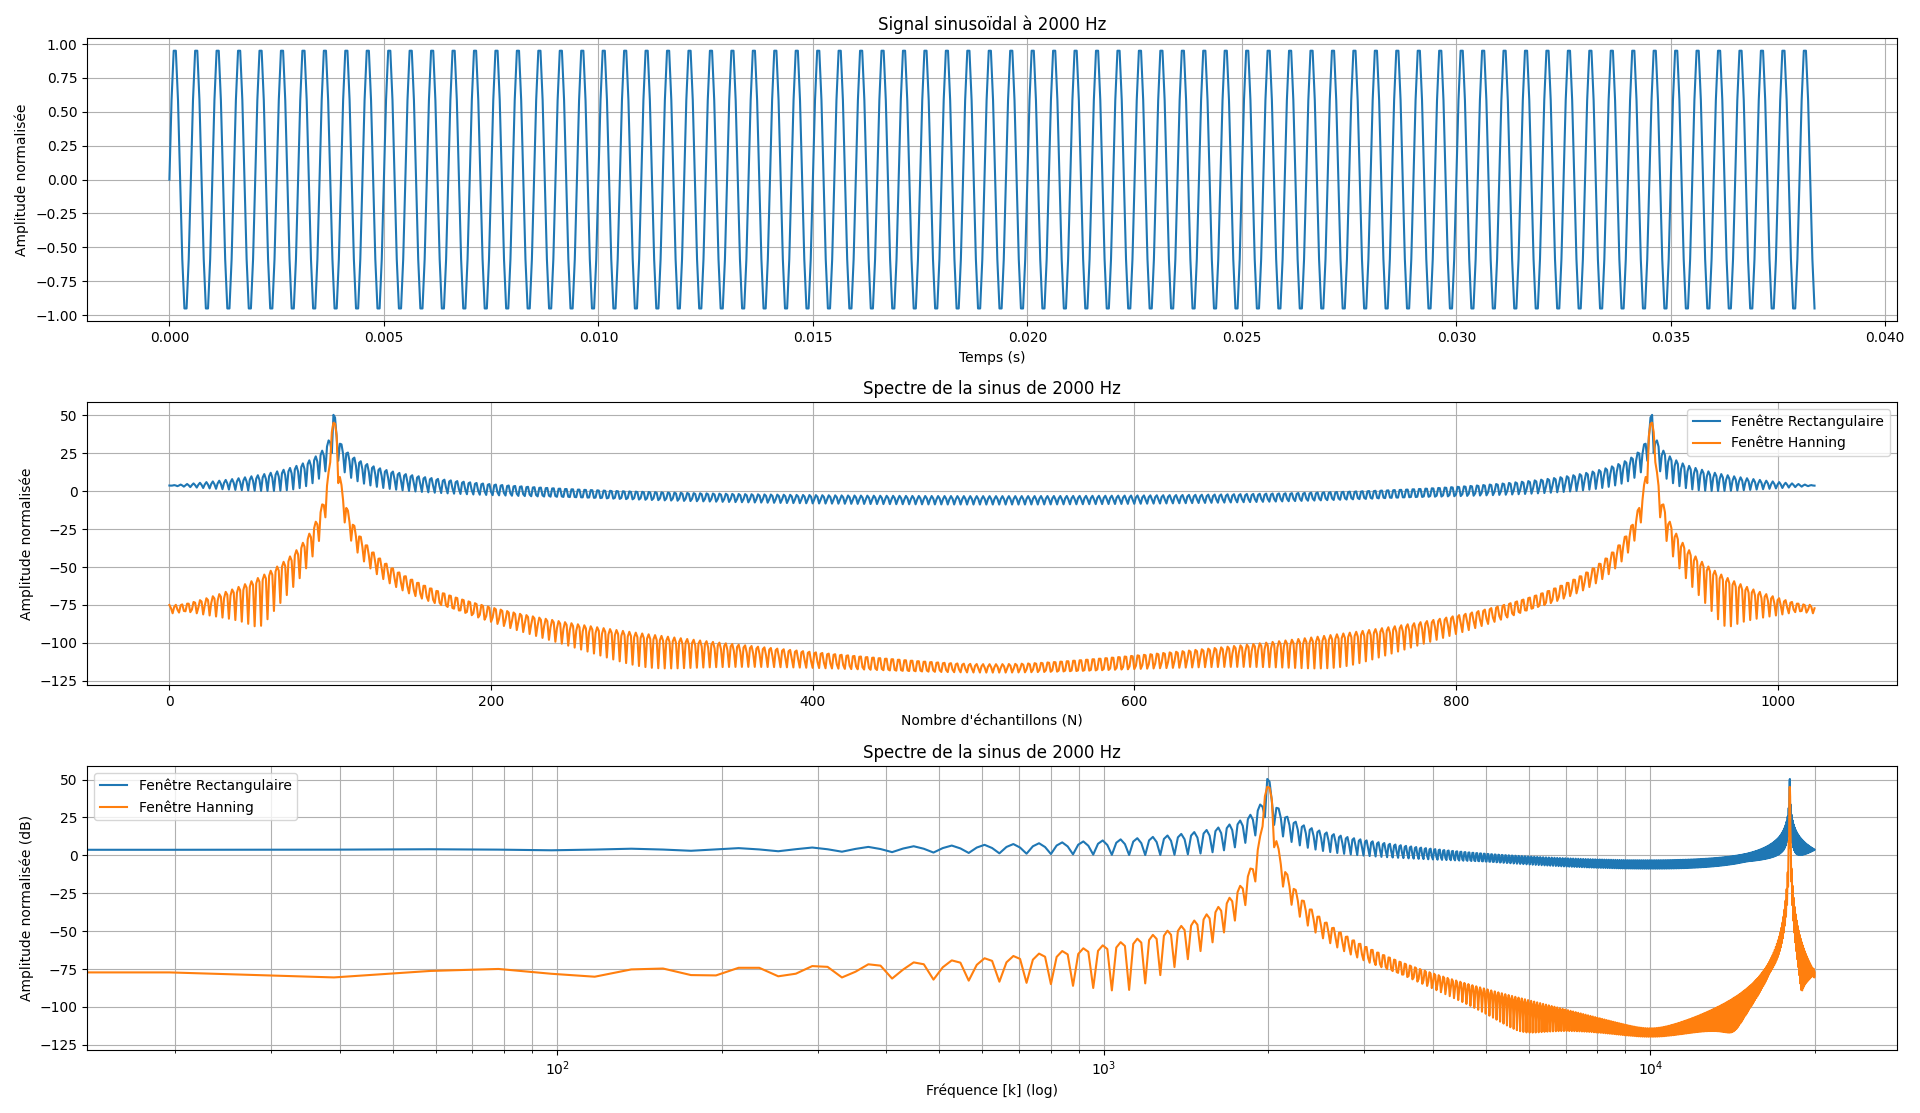 Signal sinusoïdal à 2000 Hz
Amplitude normalisée
1.00
0.75
0.50
0.25
0.00
−0.25
−0.50
−0.75
−1.00
0.000 0.005 0.010 0.015 0.020 0.025 0.030 0.035 0.040
Temps (s)
Spectre de la sinus de 2000 Hz
Amplitude normalisée
50
25
0
−25
−50
−75
−100
−125
Fenêtre Rectangulaire
Fenêtre Hanning
0 200 400 600 800 1000
Nombre d'échantillons (N)
Spectre de la sinus de 2000 Hz
Amplitude normalisée (dB)
50
25
0
−25
−50
−75
−100
−125
Fenêtre Rectangulaire
Fenêtre Hanning
10² 10³ 10⁴
Fréquence [k] (log)